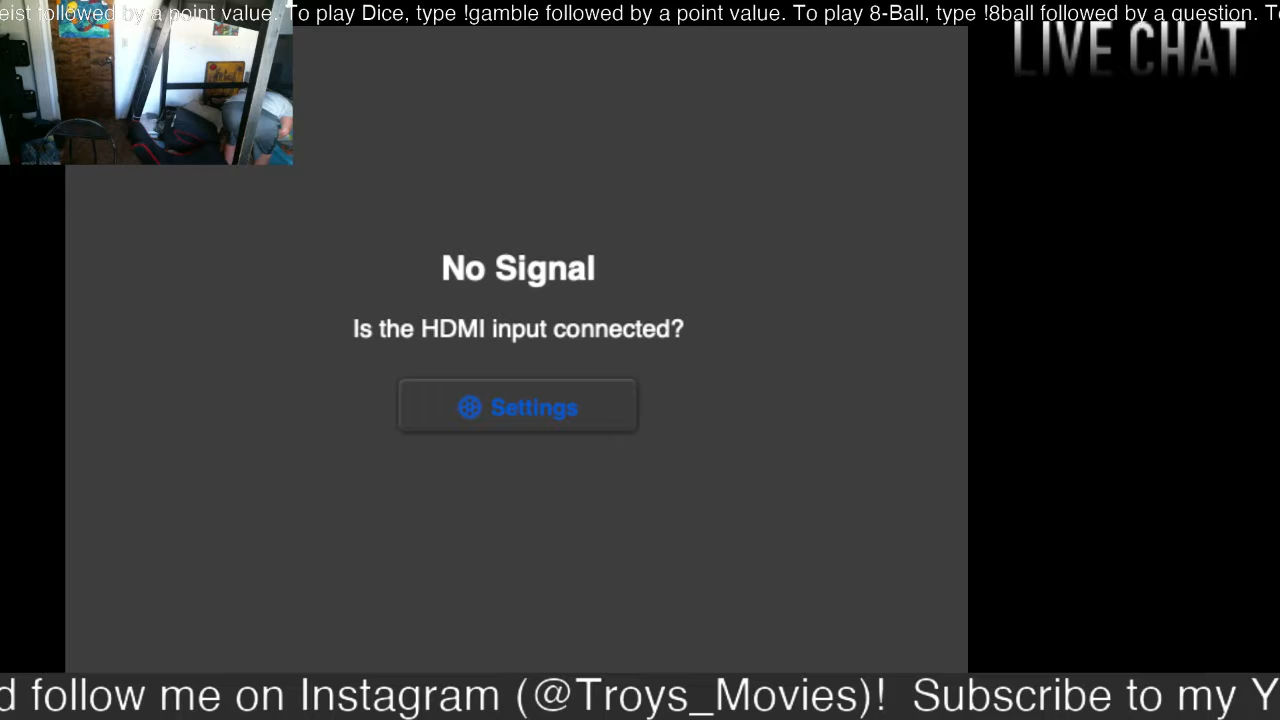 eist followed by a point value. To play Dice, type !gamble followed by a point value. To play 8-Ball, type !8ball followed by a question. T
LIVE CHAT
No Signal
Is the HDMI input connected?
Settings
d follow me on Instagram (@Troys_Movies)! Subscribe to my Y